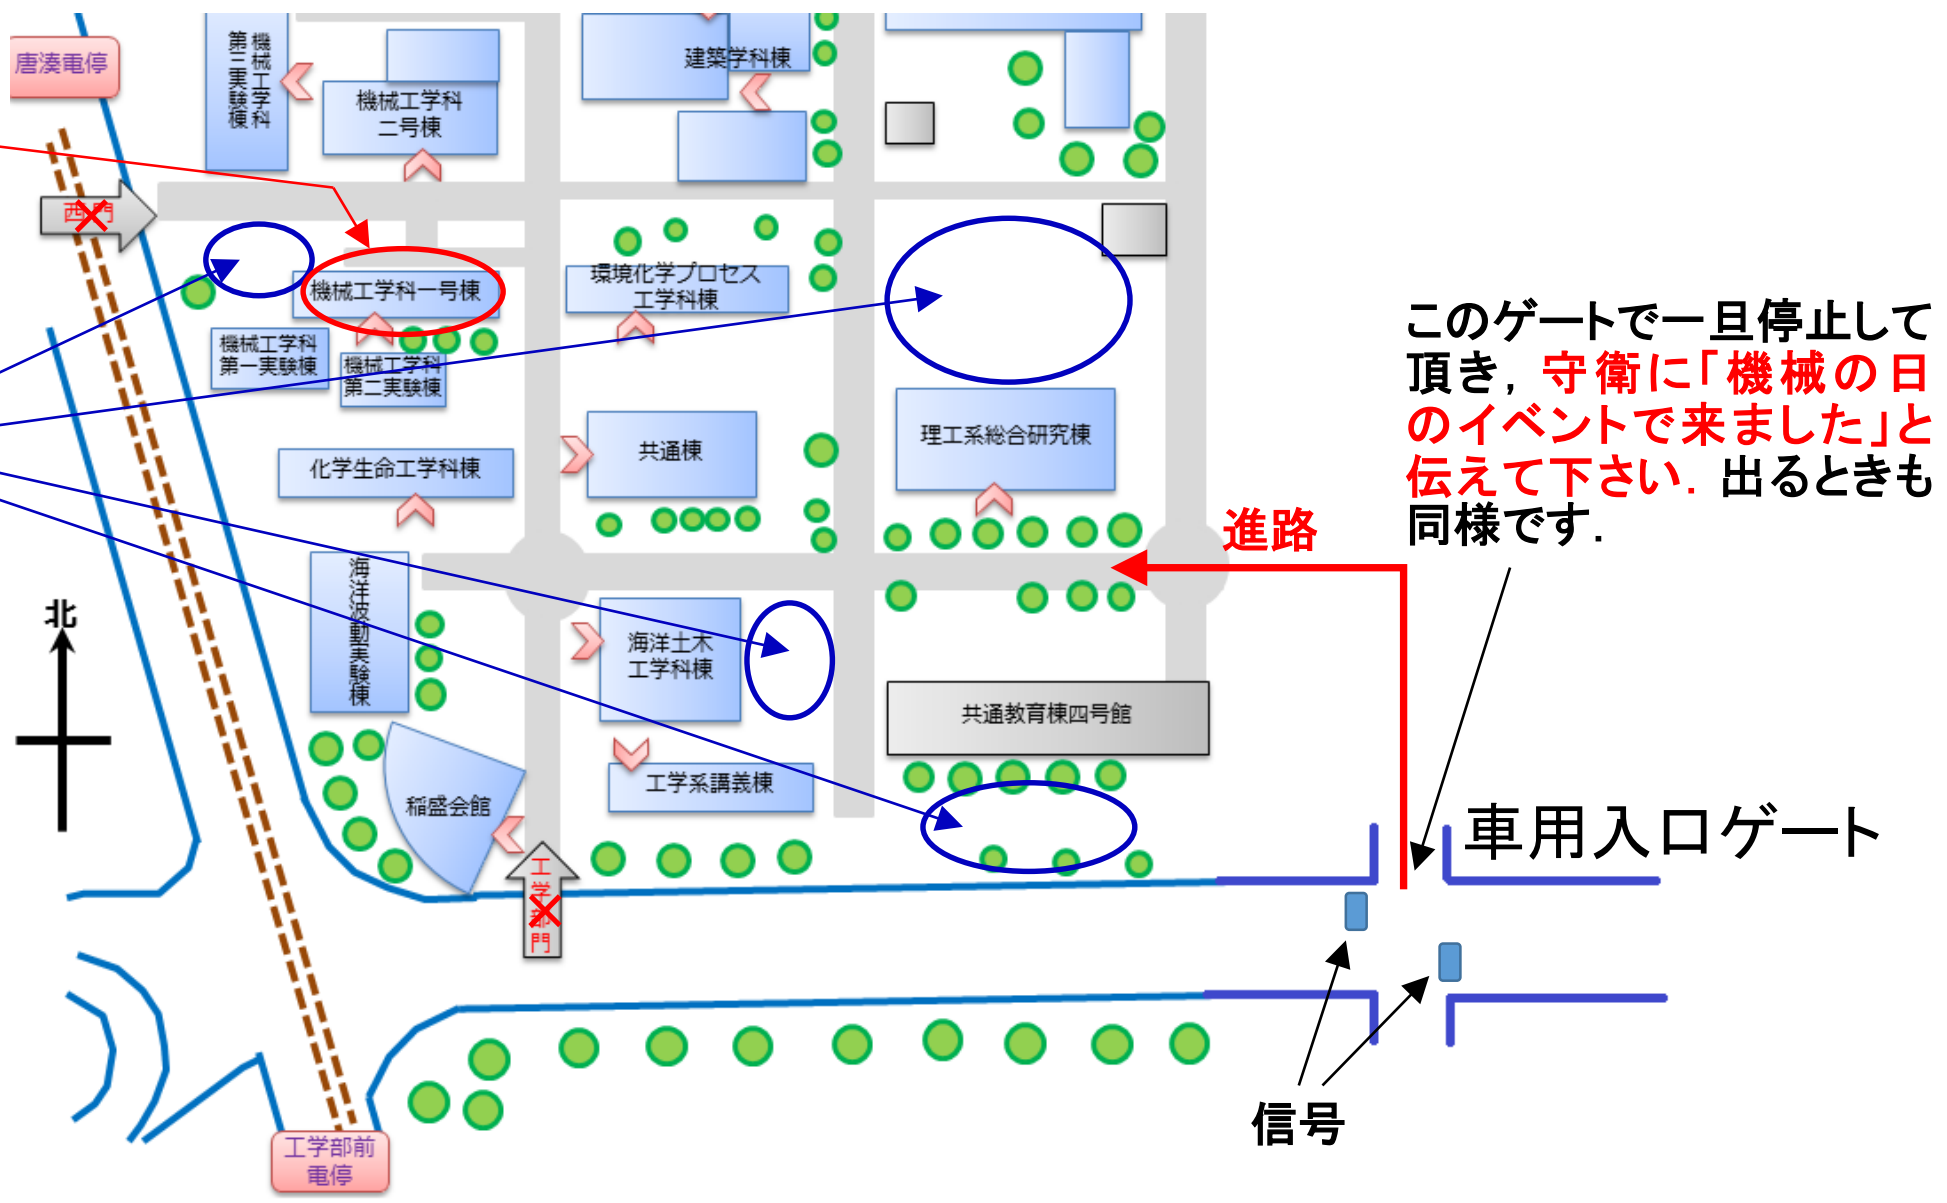 唐湊電停
機械工学科
第三実験棟
機械工学科
二号棟
建築学科棟
西門
機械工学科一号棟
環境化学プロセス
工学科棟
機械工学科
第一実験棟
機械工学科
第二実験棟
共通棟
理工系総合研究棟
化学生命工学科棟
このゲートで一旦停止して
頂き，守衛に「機械の日
のイベントで来ました」と
伝えて下さい．出るときも
同様です．
進路
海洋波動実験棟
北
海洋土木
工学科棟
共通教育棟四号館
工学系講義棟
稲盛会館
車用入口ゲート
工学部門
信号
工学部前
電停